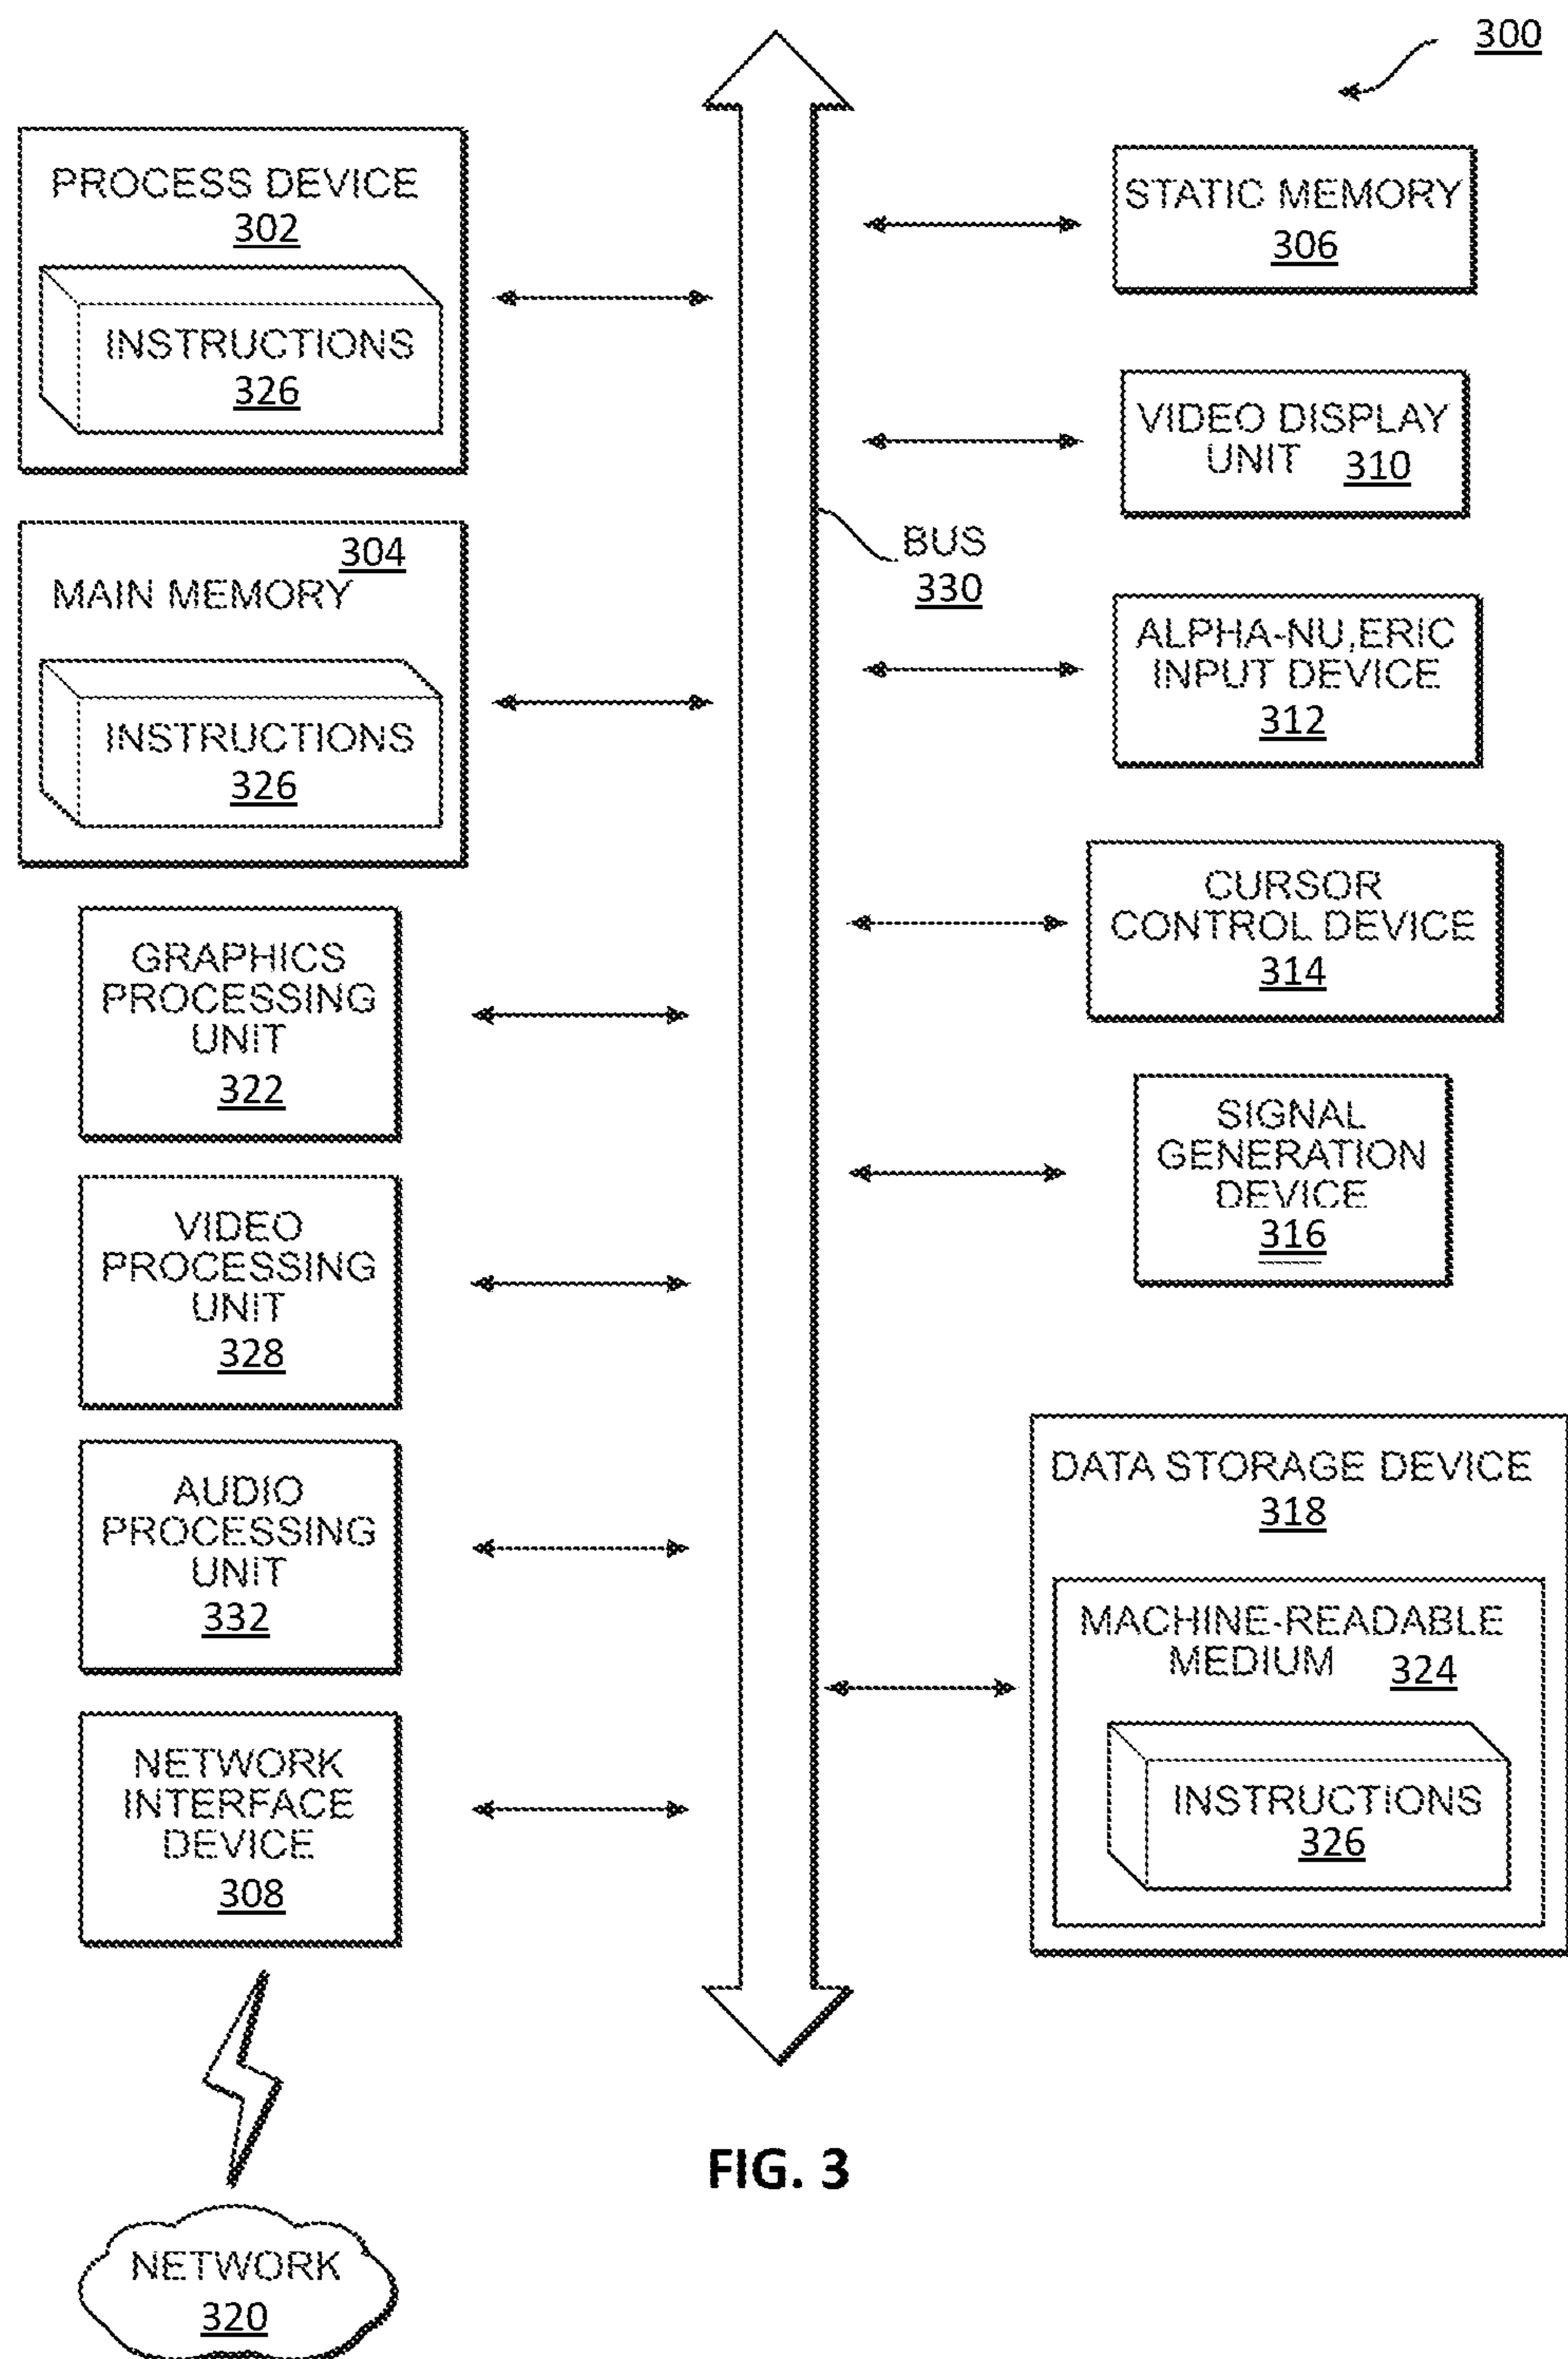 300
PROCESS DEVICE
302
INSTRUCTIONS
326
304
MAIN MEMORY
INSTRUCTIONS
326
GRAPHICS
PROCESSING
UNIT
322
VIDEO
PROCESSING
UNIT
328
AUDIO
PROCESSING
UNIT
332
NETWORK
INTERFACE
DEVICE
308
NETWORK
320
BUS
330
STATIC MEMORY
306
VIDEO DISPLAY
UNIT 310
ALPHA-NU,ERIC
INPUT DEVICE
312
CURSOR
CONTROL DEVICE
314
SIGNAL
GENERATION
DEVICE
316
DATA STORAGE DEVICE
318
MACHINE-READABLE
MEDIUM 324
INSTRUCTIONS
326
FIG. 3